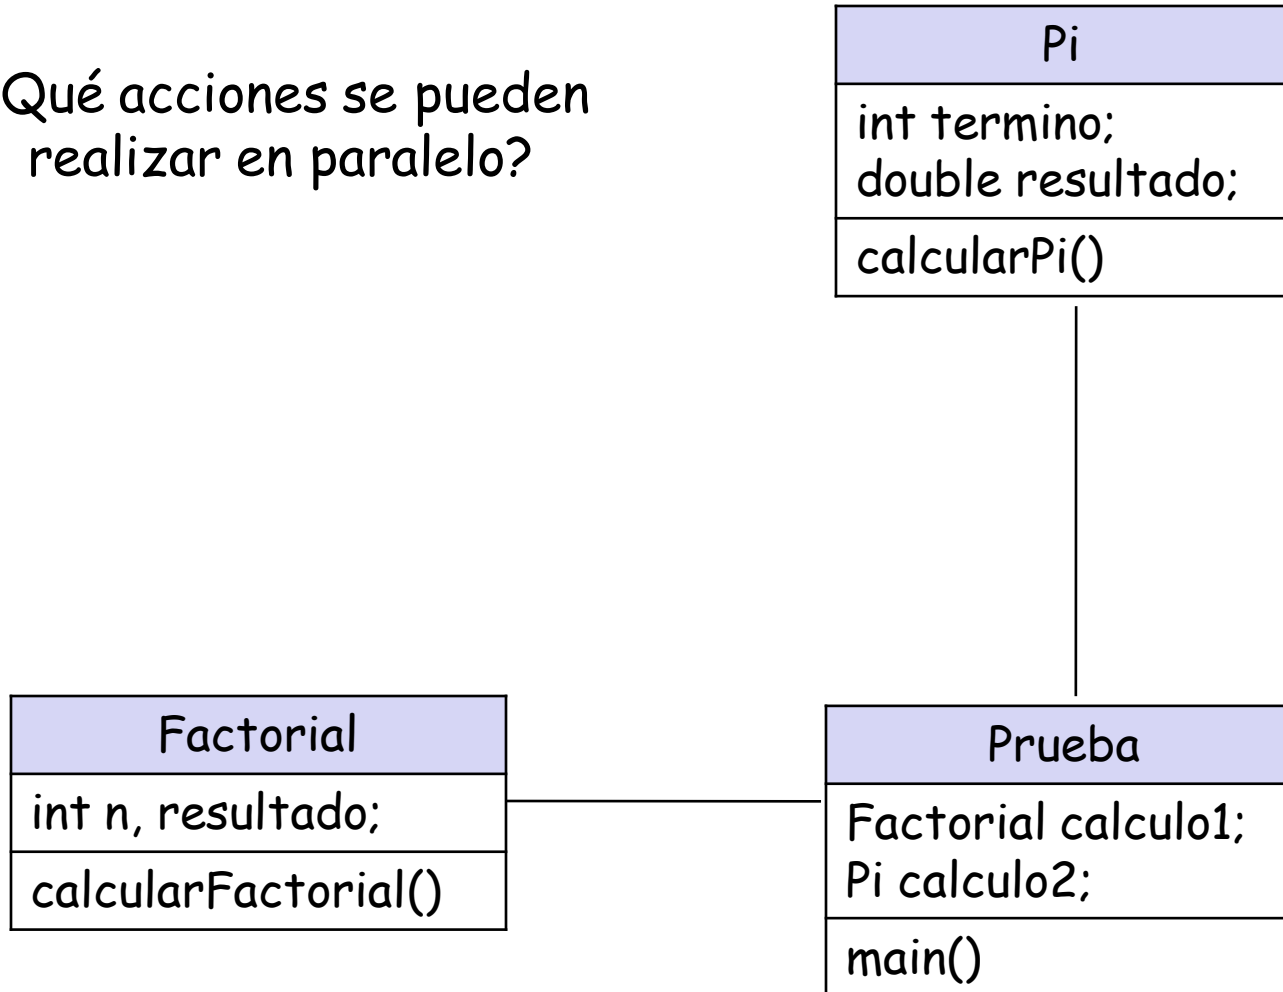 Qué acciones se pueden
realizar en paralelo?
Pi
int termino;
double resultado;
calcularPi()
Factorial
int n, resultado;
calcularFactorial()
Prueba
Factorial calculo1;
Pi calculo2;
main()